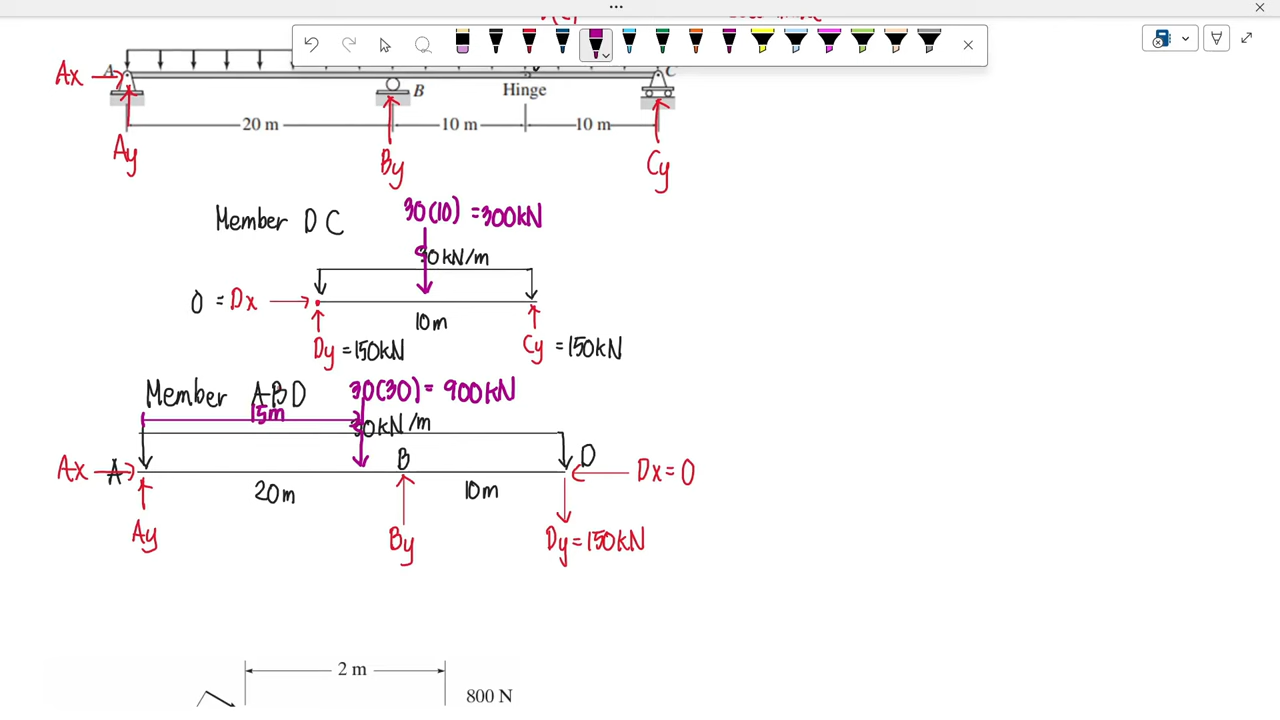 Ax
A
C
B
Hinge
20 m
10 m
10 m
Ay
By
Cy
Member D C
30(10) = 300kN
30kN/m
0 = Dx
10m
Dy = 150kN
Cy = 150kN
Member ABD
30(30) = 900kN
15m
30kN/m
Ax
A
B
D
Dx = 0
20m
10m
Ay
By
Dy = 150kN
2 m
800 N